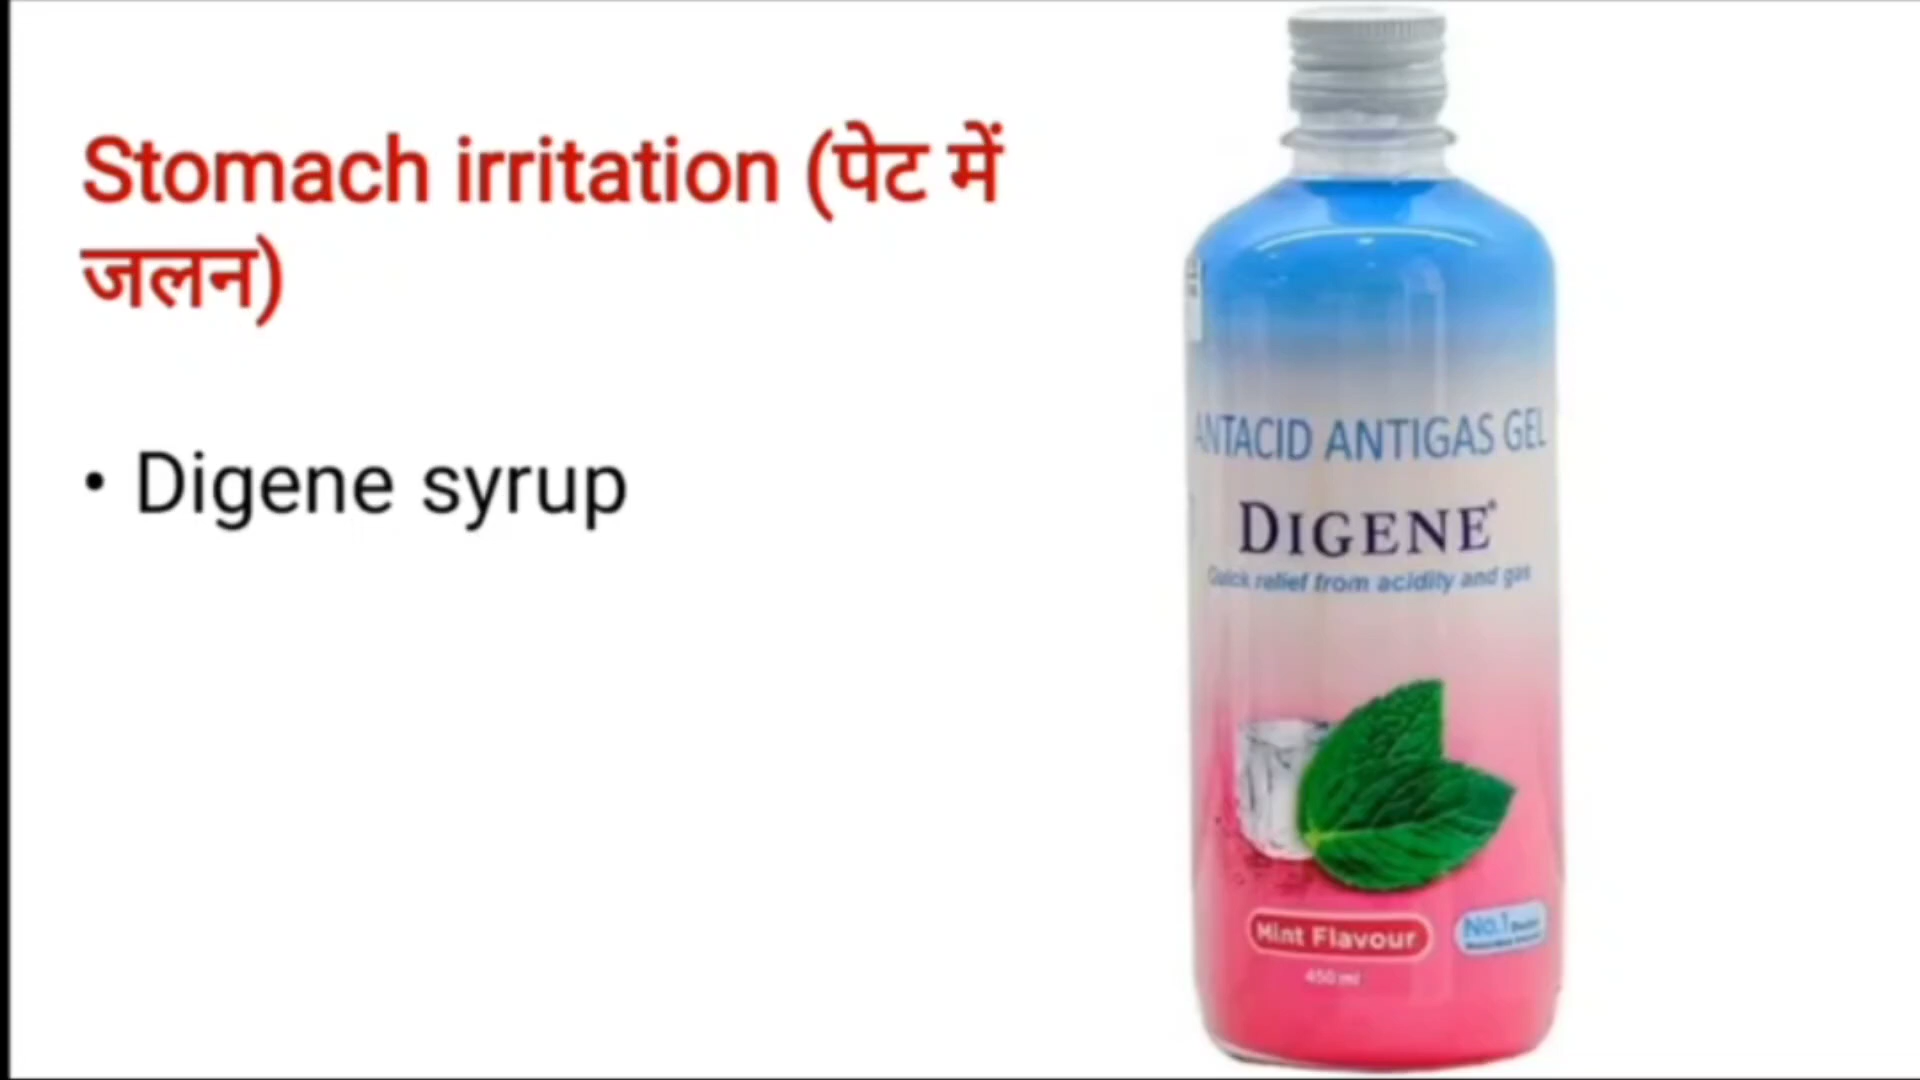 Stomach irritation (पेट में
जलन)
• Digene syrup
ANTACID ANTIGAS GEL
DIGENE®
Quick relief from acidity and gas
Mint Flavour
No.1
450 ml